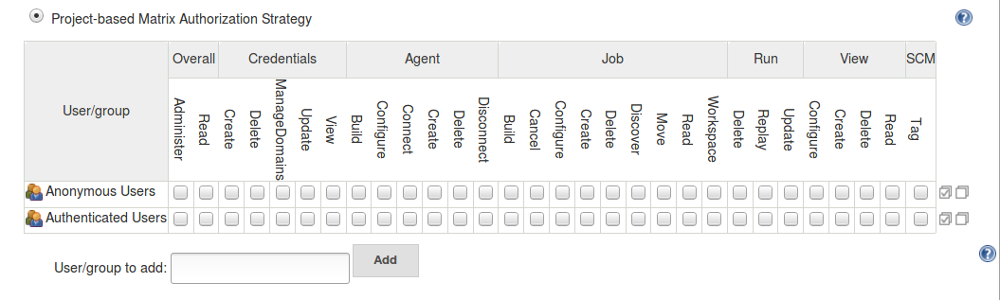 Project-based Matrix Authorization Strategy
Overall Credentials Agent Job Run View SCM
User/group
Administer Read Create Delete ManageDomains Update View Build Configure Connect Create Delete Disconnect Build Cancel Configure Create Delete Discover Move Read Workspace Delete Replay Update Configure Create Delete Read Tag
Anonymous Users
Authenticated Users
User/group to add: Add